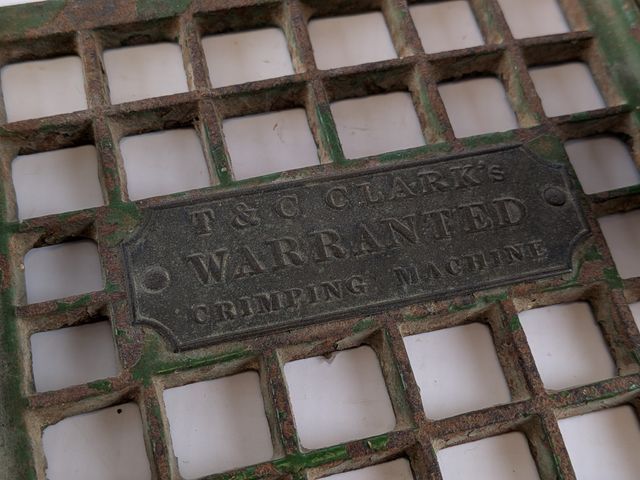 T & C CLARK's
WARRANTED
CRIMPING MACHINE